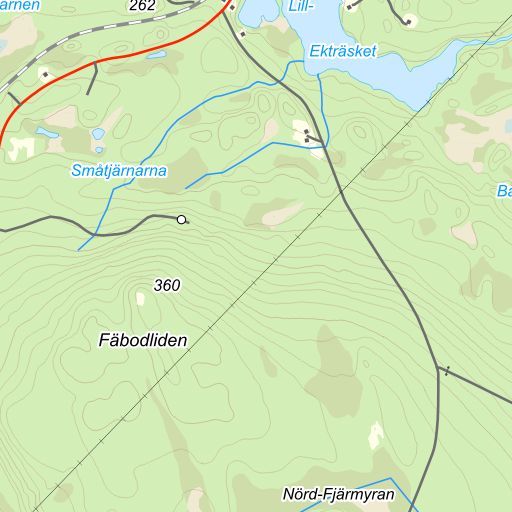 262
Lill-
Ekträsket
Småtjärnarna
360
Fäbodliden
Nörd-Fjärmyran